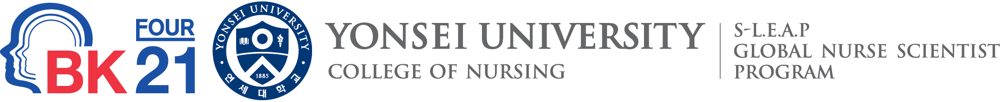 BK
FOUR
21
YONSEI UNIVERSITY
1885
연세대학교
YONSEI UNIVERSITY
COLLEGE OF NURSING
S-L.E.A.P
GLOBAL NURSE SCIENTIST
PROGRAM